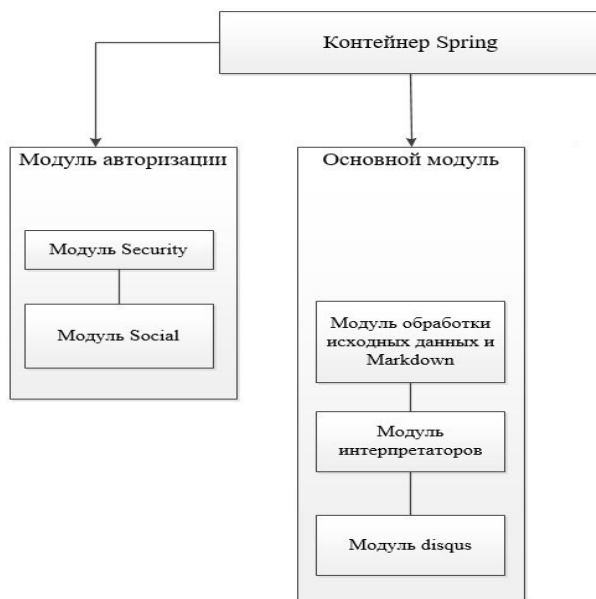 Контейнер Spring
Модуль авторизации
Основной модуль
Модуль Security
Модуль Social
Модуль обработки
исходных данных и
Markdown
Модуль
интерпретаторов
Модуль disqus